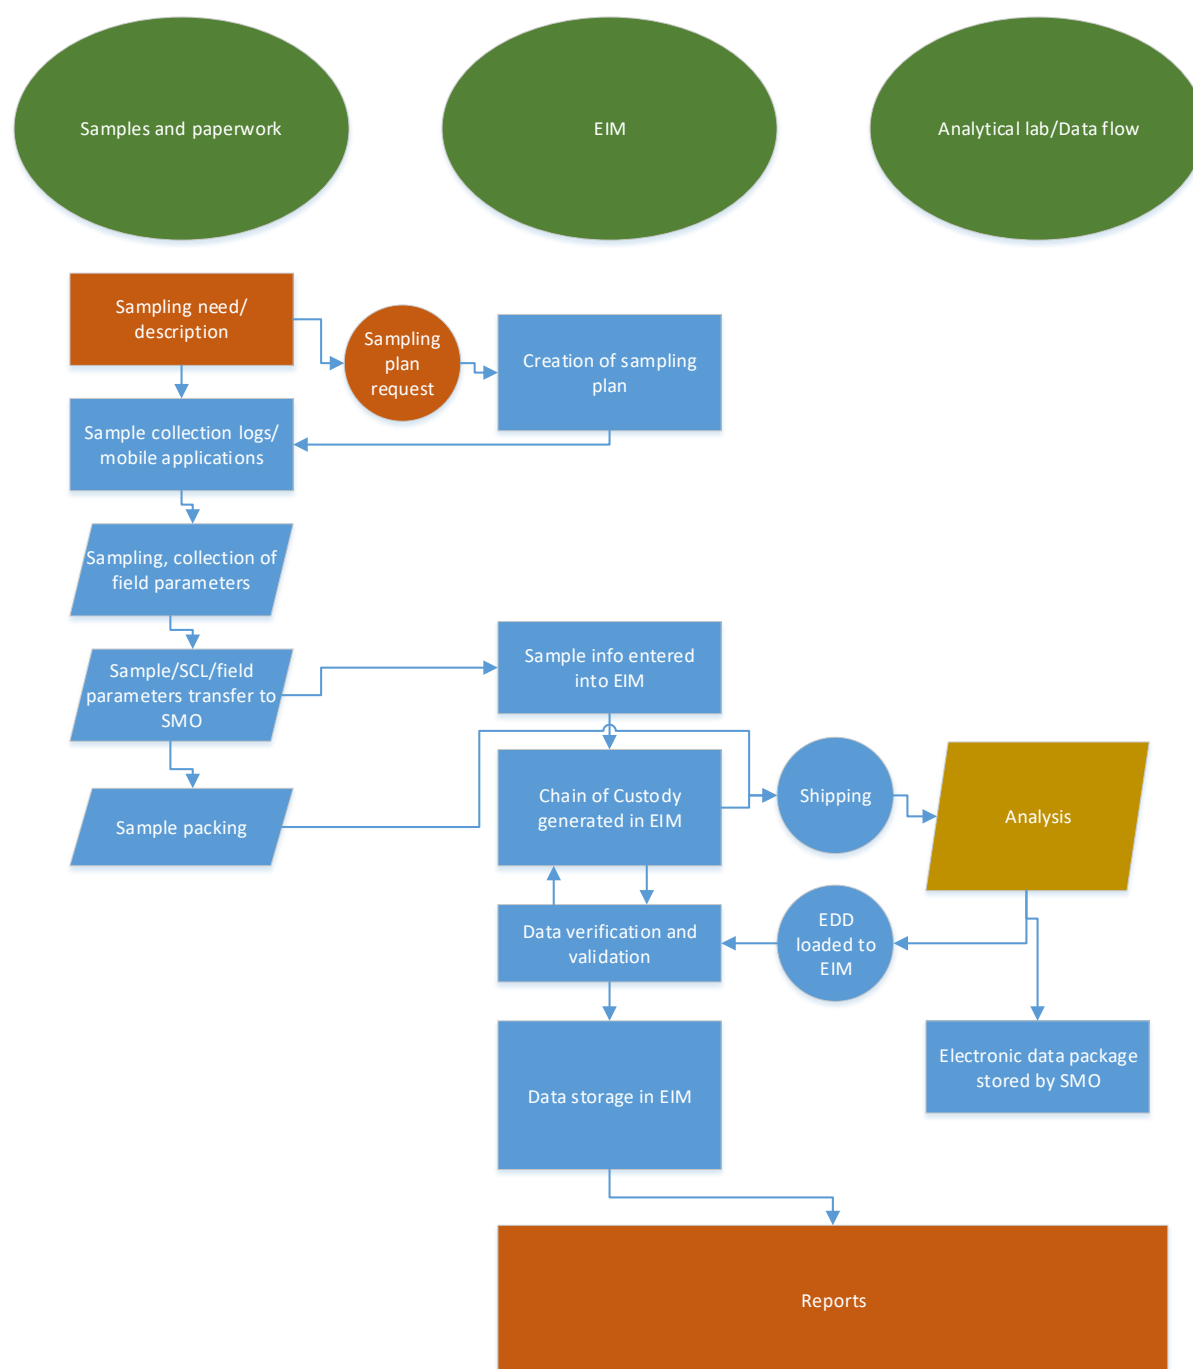 Samples and paperwork
EIM
Analytical lab/Data flow
Sampling need/
description
Sampling
plan
request
Creation of sampling
plan
Sample collection logs/
mobile applications
Sampling, collection of
field parameters
Sample/SCL/field
parameters transfer to
SMO
Sample info entered
into EIM
Sample packing
Chain of Custody
generated in EIM
Shipping
Analysis
Data verification and
validation
EDD
loaded to
EIM
Electronic data package
stored by SMO
Data storage in EIM
Reports